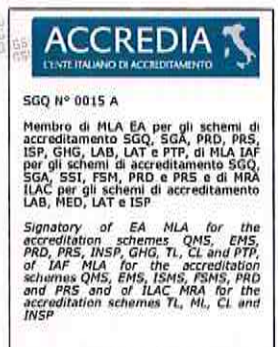 ACCREDIA
L'ENTE ITALIANO DI ACCREDITAMENTO
SGQ N° 0015 A
Membro di MLA EA per gli schemi di
accreditamento SGQ, SGA, PRD, PRS,
ISP, GHG, LAB, LAT e PTP, di MLA IAF
per gli schemi di accreditamento SGQ,
SGA, SSI, FSM, PRD e PRS e di MRA
ILAC per gli schemi di accreditamento
LAB, MED, LAT e ISP
Signatory of EA MLA for the
accreditation schemes QMS, EMS,
PRD, PRS, INSP, GHG, TL, CL and PTP,
of IAF MLA for the accreditation
schemes QMS, EMS, ISMS, FSMS, PRD
and PRS and of ILAC MRA for the
accreditation schemes TL, ML, CL and
INSP